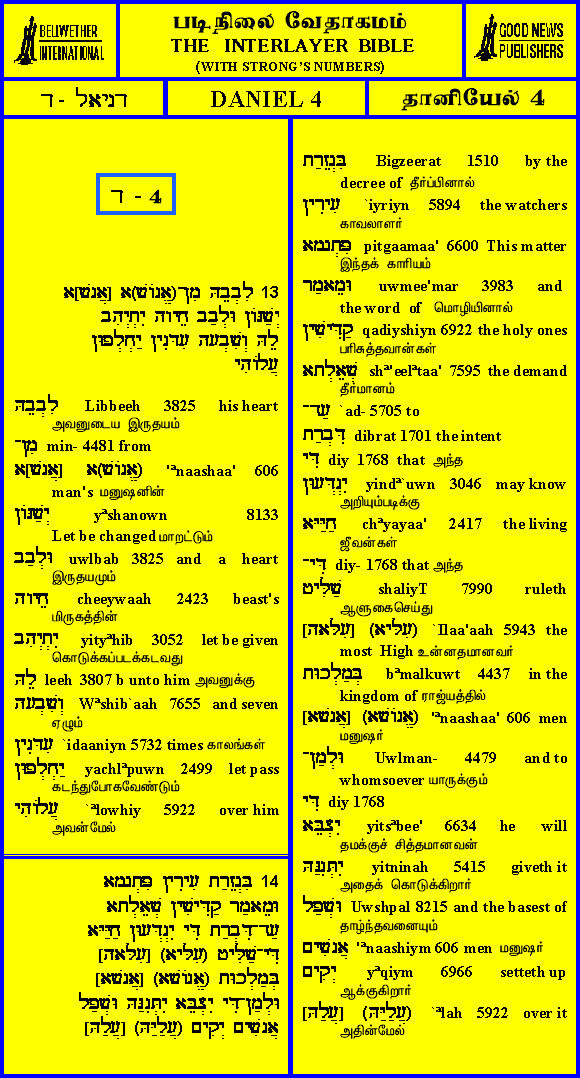 BELLWETHER
INTERNATIONAL
படிநிலை வேதாகமம்
THE INTERLAYER BIBLE
(WITH STRONG'S NUMBERS)
GOOD NEWS
PUBLISHERS
דניאל - ד
DANIEL 4
தானியேல் 4
4 - ד
13 לִבְבֵהּ מִן־(אֱנוֹשָׁא) [אֲנָשָׁא]
יְשַׁנּוֹן וּלְבַב חֵיוָה יִתְיְהִב
לֵהּ וְשִׁבְעָה עִדָּנִין יַחְלְפוּן
עֲלוֹהִי
לִבְבֵהּ Libbeeh 3825 his heart
அவனுடைய இருதயம்
מִן־ min- 4481 from
(אֱנוֹשָׁא) [אֲנָשָׁא] 'ªnaashaa' 606
man's மனுஷனின்
יְשַׁנּוֹן yªshanown 8133
Let be changed மாறட்டும்
וּלְבַב uwlbab 3825 and a heart
இருதயமும்
חֵיוָה cheeywaah 2423 beast's
மிருகத்தின்
יִתְיְהִב yityªhib 3052 let be given
கொடுக்கப்படக்கடவது
לֵהּ leeh 3807 b unto him அவனுக்கு
וְשִׁבְעָה Wªshib`aah 7655 and seven
ஏழும்
עִדָּנִין `idaaniyn 5732 times காலங்கள்
יַחְלְפוּן yachlªpuwn 2499 let pass
கடந்துபோகவேண்டும்
עֲלוֹהִי `ªlowhiy 5922 over him
அவன்மேல்
14 בִּגְזֵרַת עִירִין פִּתְגָמָא
וּמֵאמַר קַדִּישִׁין שְׁאֵלְתָא
עַד־דִּבְרַת דִּי יִנְדְּעוּן חַיַּיָּא
דִּי־שַׁלִּיט (עִלָּיָא) [עִלָּאָה]
בְּמַלְכוּת (אֲנוֹשָׁא) [אֲנָשָׁא]
וּלְמַן־דִּי יִצְבֵּא יִתְּנִנַּהּ וּשְׁפַל
אֲנָשִׁים יְקִים (עֲלַיַּהּ) [עֲלַהּ]
בִּגְזֵרַת Bigzeerat 1510 by the
decree of தீர்ப்பினால்
עִירִין `iyriyn 5894 the watchers
காவலாளர்
פִּתְגָמָא pitgaamaa' 6600 This matter
இந்தக் காரியம்
וּמֵאמַר uwmee'mar 3983 and
the word of மொழியினால்
קַדִּישִׁין qadiyshiyn 6922 the holy ones
பரிசுத்தவான்கள்
שְׁאֵלְתָא shª'eelªtaa' 7595 the demand
தீர்மானம்
עַד־ `ad- 5705 to
דִּבְרַת dibrat 1701 the intent
דִּי diy 1768 that அந்த
יִנְדְּעוּן yindª`uwn 3046 may know
அறியும்படிக்கு
חַיַּיָּא chªyayaa' 2417 the living
ஜீவன்கள்
דִּי־ diy- 1768 that அந்த
שַׁלִּיט shaliyT 7990 ruleth
ஆளுகைசெய்து
(עִלָּיָא) [עִלָּאָה] `Ilaa'aah 5943 the
most High உன்னதமானவர்
בְּמַלְכוּת bªmalkuwt 4437 in the
kingdom of ராஜ்யத்தில்
(אֲנוֹשָׁא) [אֲנָשָׁא] 'ªnaashaa' 606 men
மனுஷர்
וּלְמַן־ Uwlman- 4479 and to
whomsoever யாருக்கும்
דִּי diy 1768
יִצְבֵּא yitsªbee' 6634 he will
தமக்குச் சித்தமானவன்
יִתְּנִנַּהּ yitninah 5415 giveth it
அதைக் கொடுக்கிறார்
וּשְׁפַל Uwshpal 8215 and the basest of
தாழ்ந்தவனையும்
אֲנָשִׁים 'ªnaashiym 606 men மனுஷர்
יְקִים yªqiym 6966 setteth up
ஆக்குகிறார்
(עֲלַיַּהּ) [עֲלַהּ] `ªlah 5922 over it
அதின்மேல்